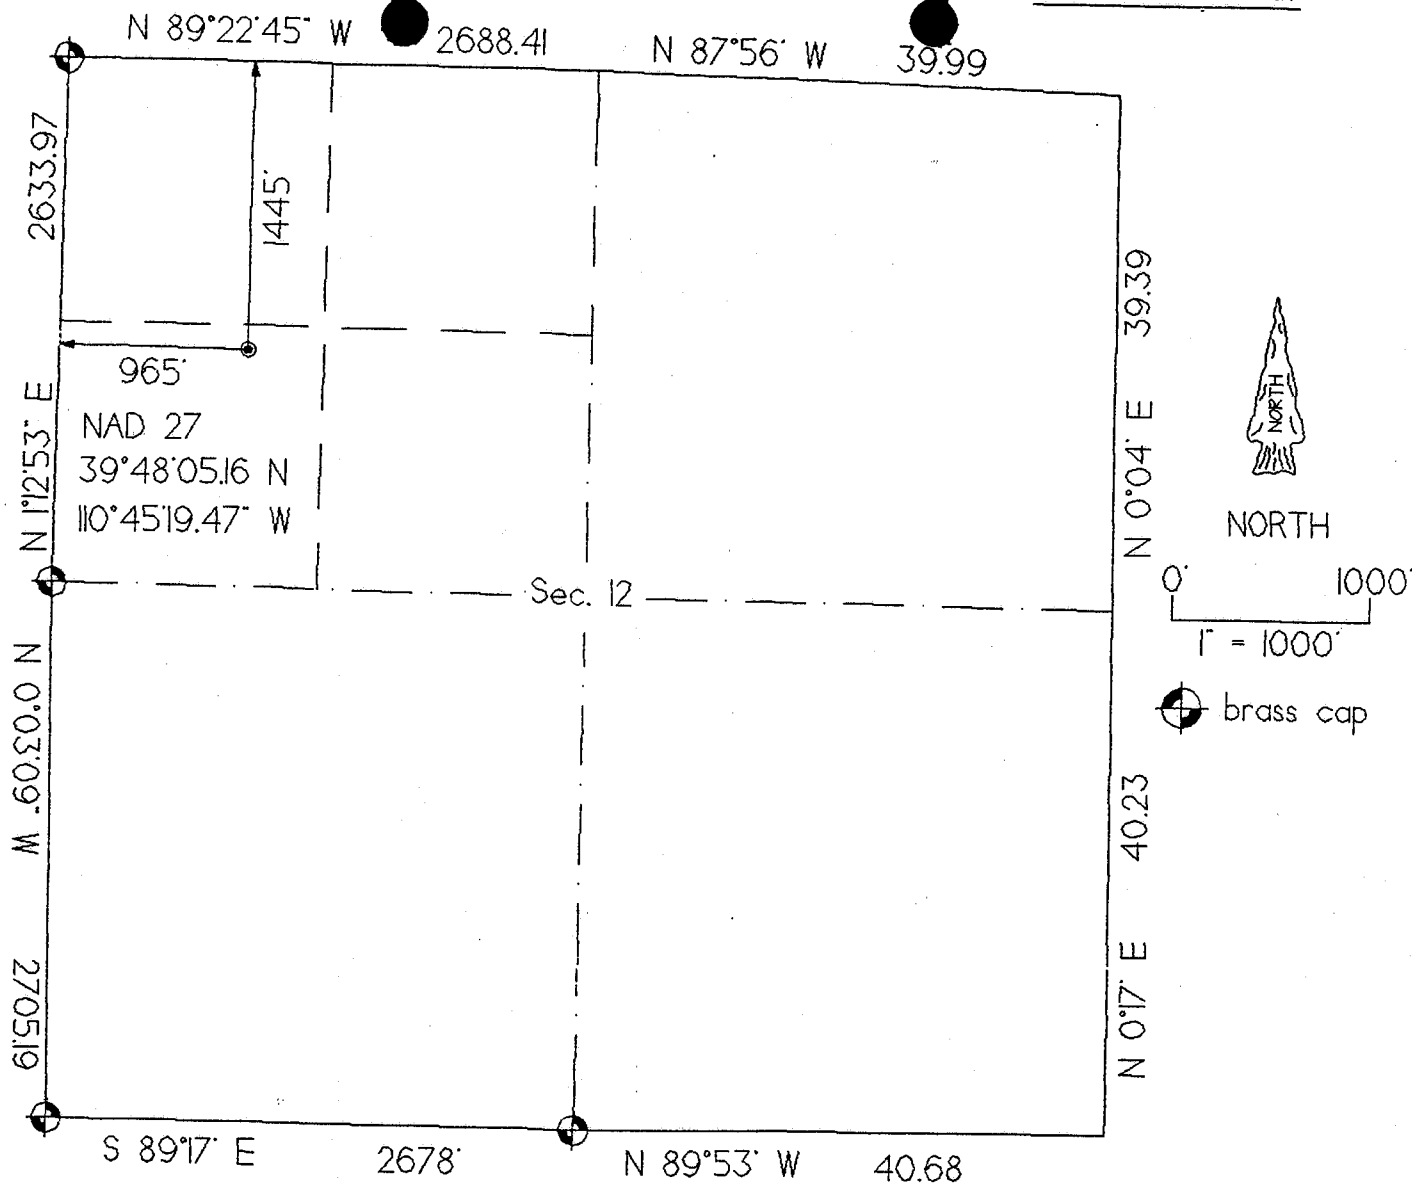 N 89°22'45" W 2688.41 N 87°56' W 39.99
2633.97
1445'
965'
NAD 27
39°48'05.16 N
110°45'19.47" W
N 1°12'53" E
39.39
N 0°04' E
NORTH
NORTH
0' 1000'
1" = 1000'
brass cap
Sec. 12
N 0°03'09" W
2705.19
40.23
N 0°17' E
S 89°17' E 2678' N 89°53' W 40.68